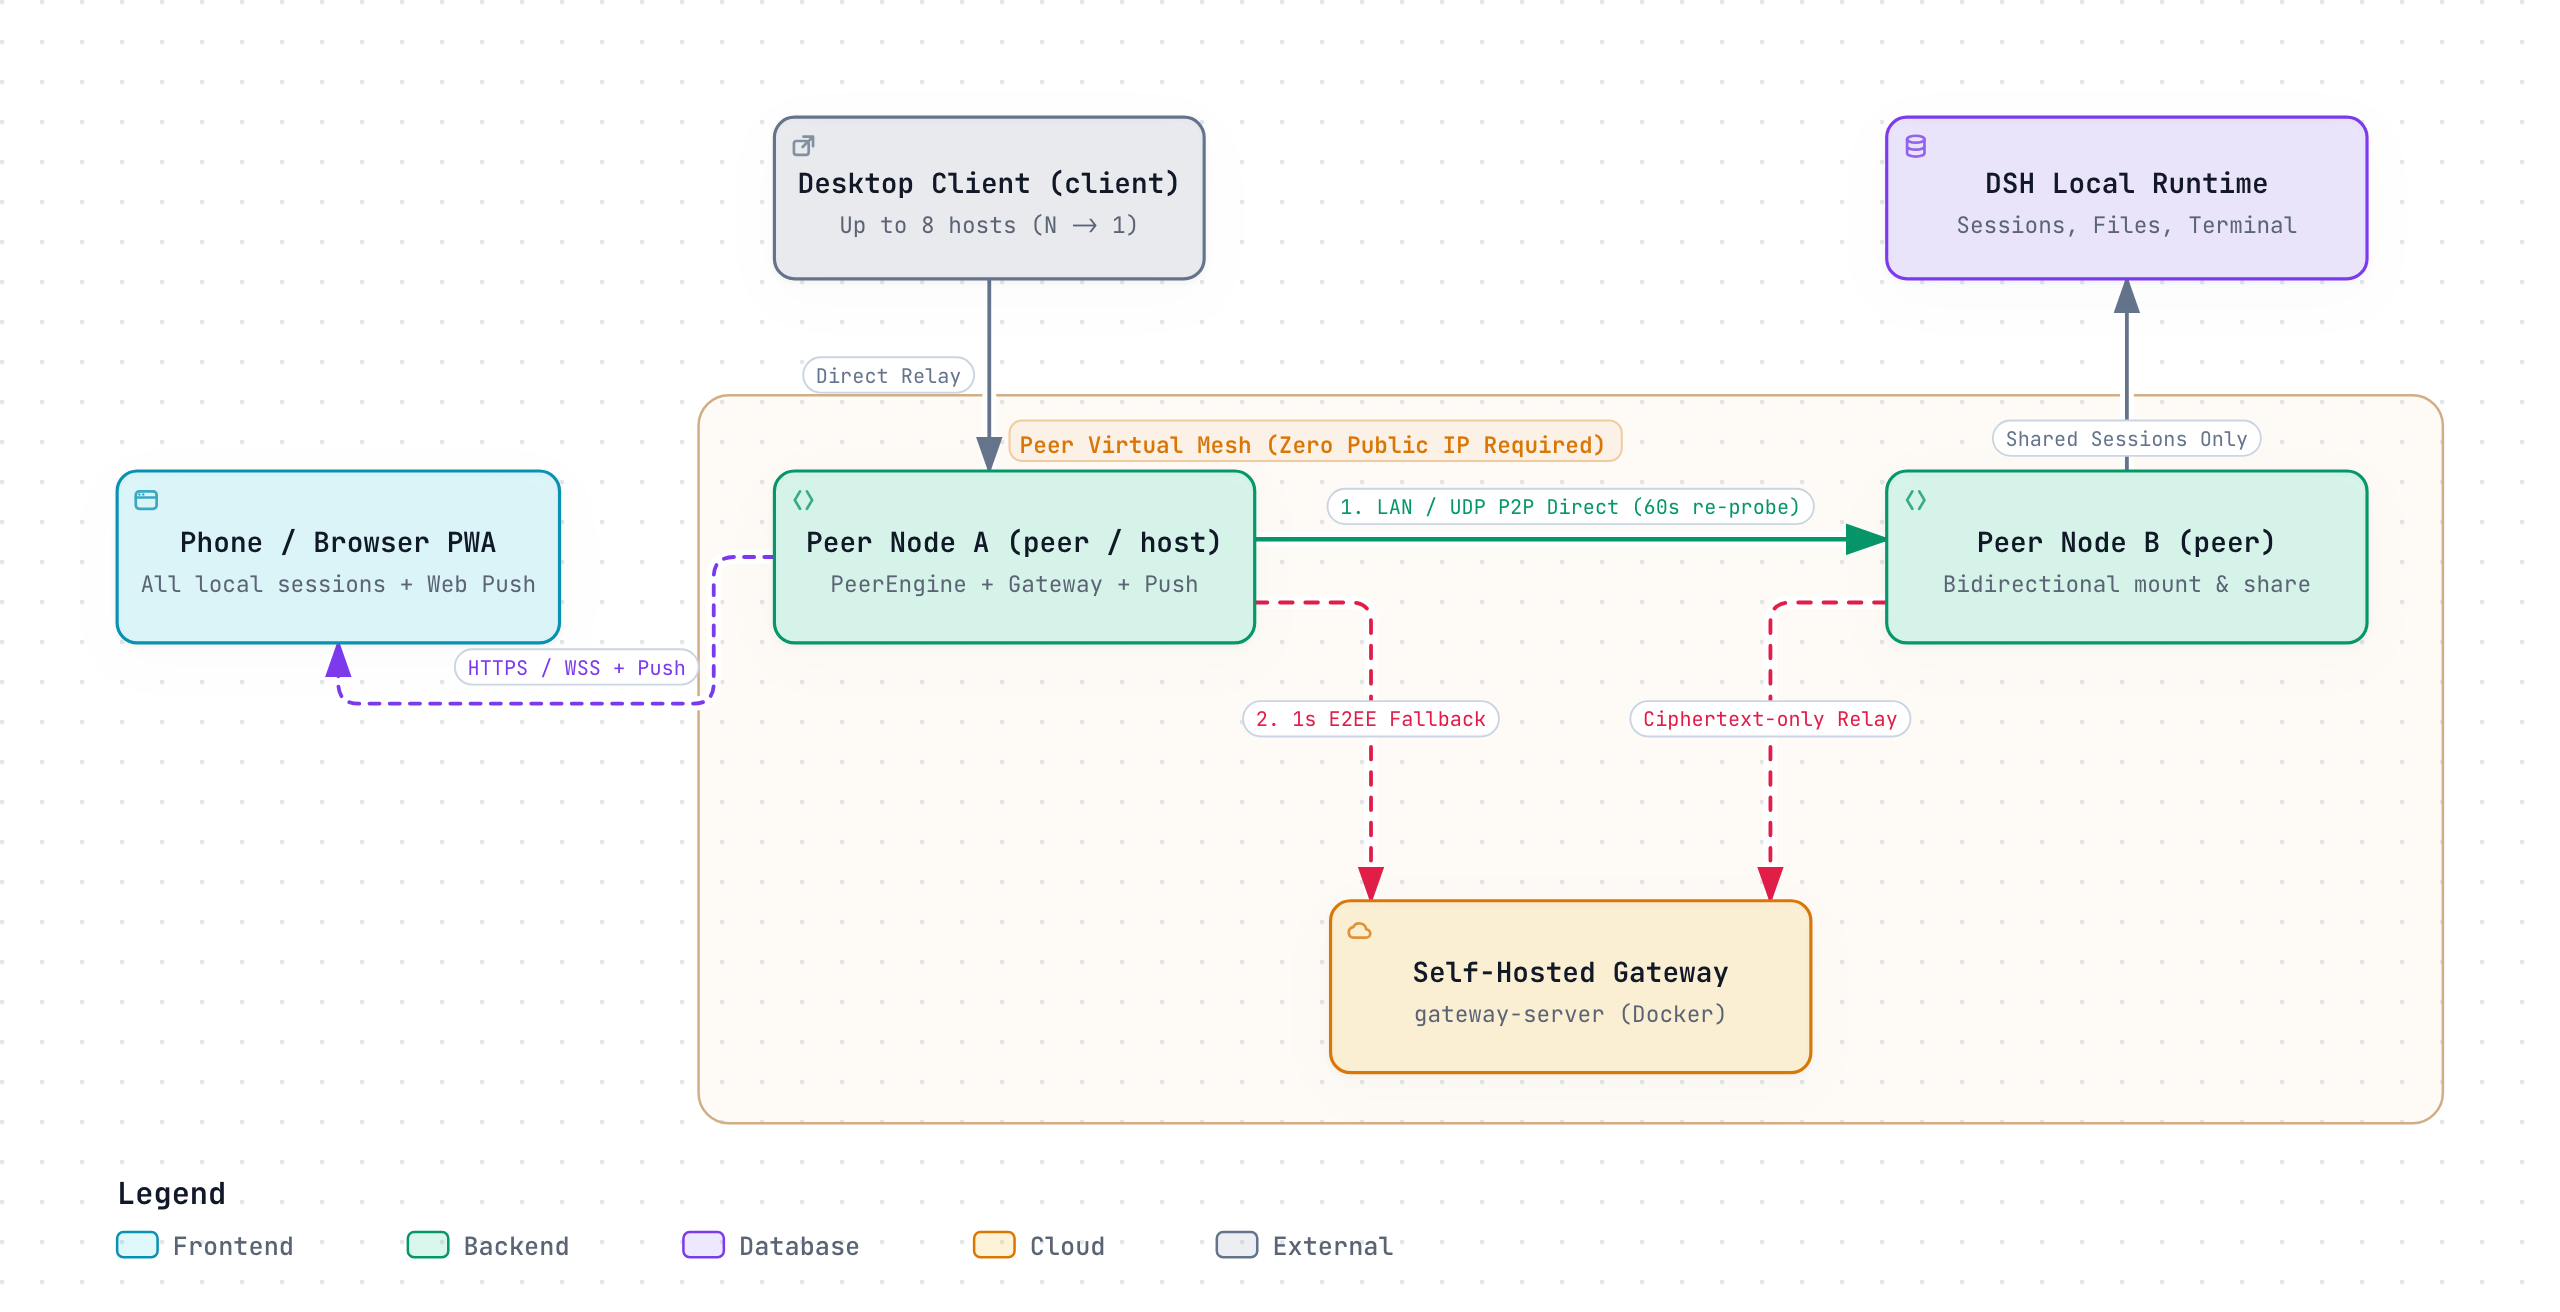 Desktop Client (client)
Up to 8 hosts (N → 1)
DSH Local Runtime
Sessions, Files, Terminal
Direct Relay
Peer Virtual Mesh (Zero Public IP Required)
Shared Sessions Only
Phone / Browser PWA
All local sessions + Web Push
Peer Node A (peer / host)
PeerEngine + Gateway + Push
1. LAN / UDP P2P Direct (60s re-probe)
Peer Node B (peer)
Bidirectional mount & share
HTTPS / WSS + Push
2. 1s E2EE Fallback
Ciphertext-only Relay
Self-Hosted Gateway
gateway-server (Docker)
Legend
Frontend
Backend
Database
Cloud
External